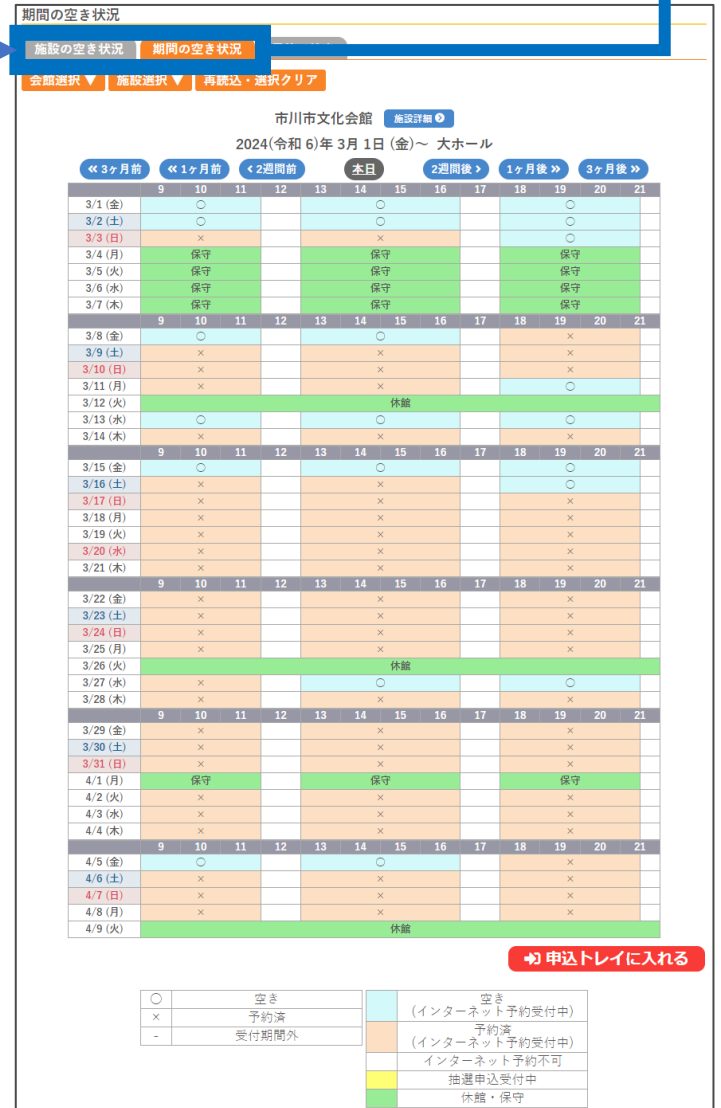 期間の空き状況
施設の空き状況 期間の空き状況
会館選択 ▼ 施設選択 ▼ 再読込・選択クリア
市川市文化会館 施設詳細
2024(令和 6)年 3月 1日 (金)～ 大ホール
≪ 3ヶ月前 ≪ 1ヶ月前 < 2週間前 本日 2週間後 > 1ヶ月後 ≫ 3ヶ月後 ≫
9 10 11 12 13 14 15 16 17 18 19 20 21
3/1 (金) ○ ○ ○
3/2 (土) ○ ○ ○
3/3 (日) × × ○
3/4 (月) 保守 保守 保守
3/5 (火) 保守 保守 保守
3/6 (水) 保守 保守 保守
3/7 (木) 保守 保守 保守
9 10 11 12 13 14 15 16 17 18 19 20 21
3/8 (金) ○ ○ ×
3/9 (土) × × ×
3/10 (日) × × ×
3/11 (月) × × ○
3/12 (火) 休館
3/13 (水) ○ ○ ○
3/14 (木) × × ×
9 10 11 12 13 14 15 16 17 18 19 20 21
3/15 (金) ○ ○ ○
3/16 (土) × × ○
3/17 (日) × × ×
3/18 (月) × × ×
3/19 (火) × × ×
3/20 (水) × × ×
3/21 (木) × × ×
9 10 11 12 13 14 15 16 17 18 19 20 21
3/22 (金) × × ×
3/23 (土) × × ×
3/24 (日) × × ×
3/25 (月) × × ×
3/26 (火) 休館
3/27 (水) × ○ ○
3/28 (木) × × ×
9 10 11 12 13 14 15 16 17 18 19 20 21
3/29 (金) × × ×
3/30 (土) × × ×
3/31 (日) × × ×
4/1 (月) 保守 保守 保守
4/2 (火) × × ×
4/3 (水) × × ×
4/4 (木) × × ×
9 10 11 12 13 14 15 16 17 18 19 20 21
4/5 (金) ○ ○ ×
4/6 (土) × × ×
4/7 (日) × × ×
4/8 (月) × × ×
4/9 (火) 休館
申込トレイに入れる
○ 空き
× 予約済
- 受付期間外
空き
(インターネット予約受付中)
予約済
(インターネット予約受付中)
インターネット予約不可
抽選申込受付中
休館・保守